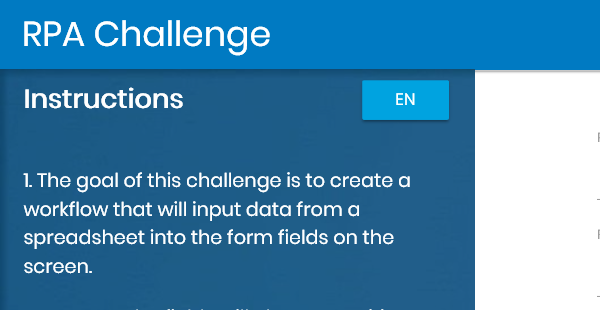 RPA Challenge
Instructions
EN
1. The goal of this challenge is to create a
workflow that will input data from a
spreadsheet into the form fields on the
screen.